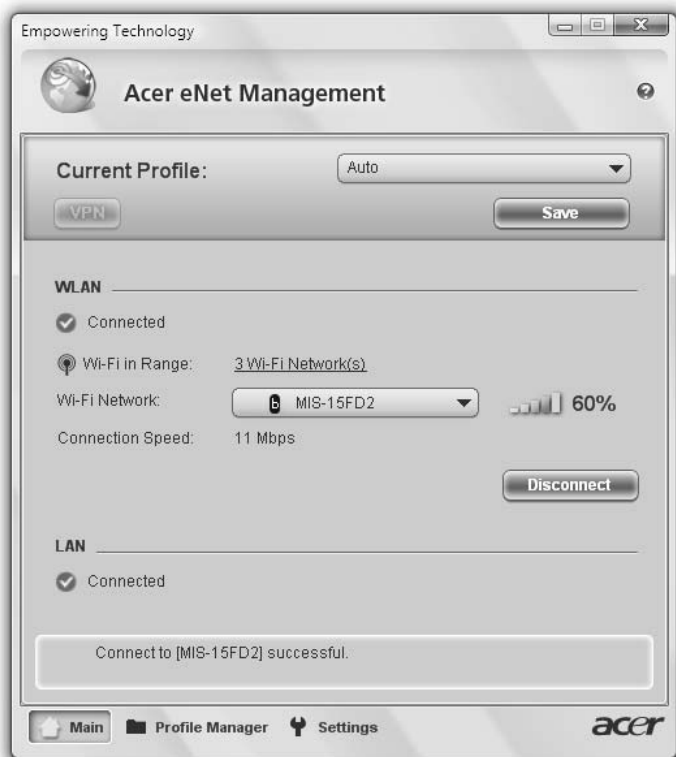 Empowering Technology
Acer eNet Management
Current Profile: Auto
VPN Save
WLAN
Connected
Wi-Fi in Range: 3 Wi-Fi Network(s)
Wi-Fi Network: b MIS-15FD2 60%
Connection Speed: 11 Mbps
Disconnect
LAN
Connected
Connect to [MIS-15FD2] successful.
Main Profile Manager Settings acer